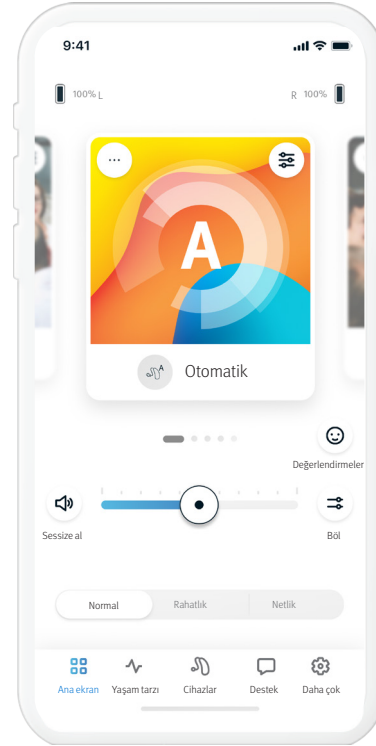 9:41
100% L
R 100%
A
A
Otomatik
Değerlendirmeler
Sessize al
Böl
Normal
Rahatlık
Netlik
Ana ekran
Yaşam tarzı
Cihazlar
Destek
Daha çok